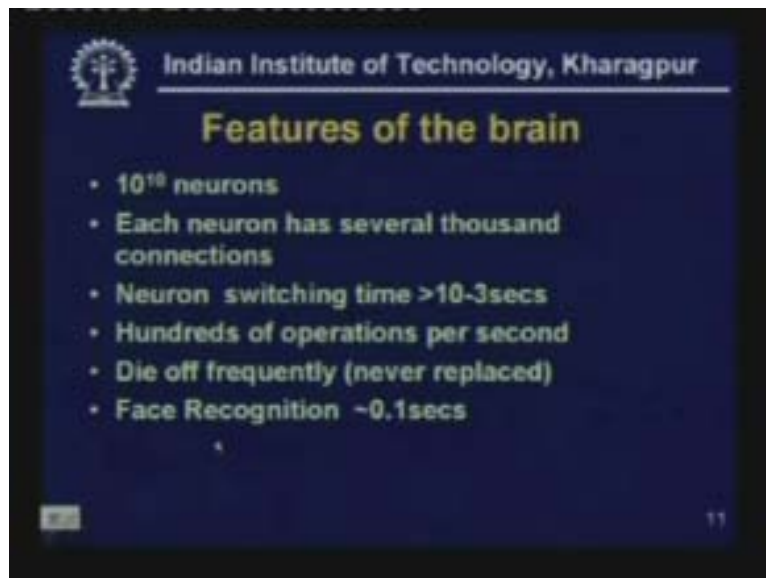 Indian Institute of Technology, Kharagpur
Features of the brain
• 10¹⁰ neurons
• Each neuron has several thousand
connections
• Neuron switching time >10-3secs
• Hundreds of operations per second
• Die off frequently (never replaced)
• Face Recognition ~0.1secs
11